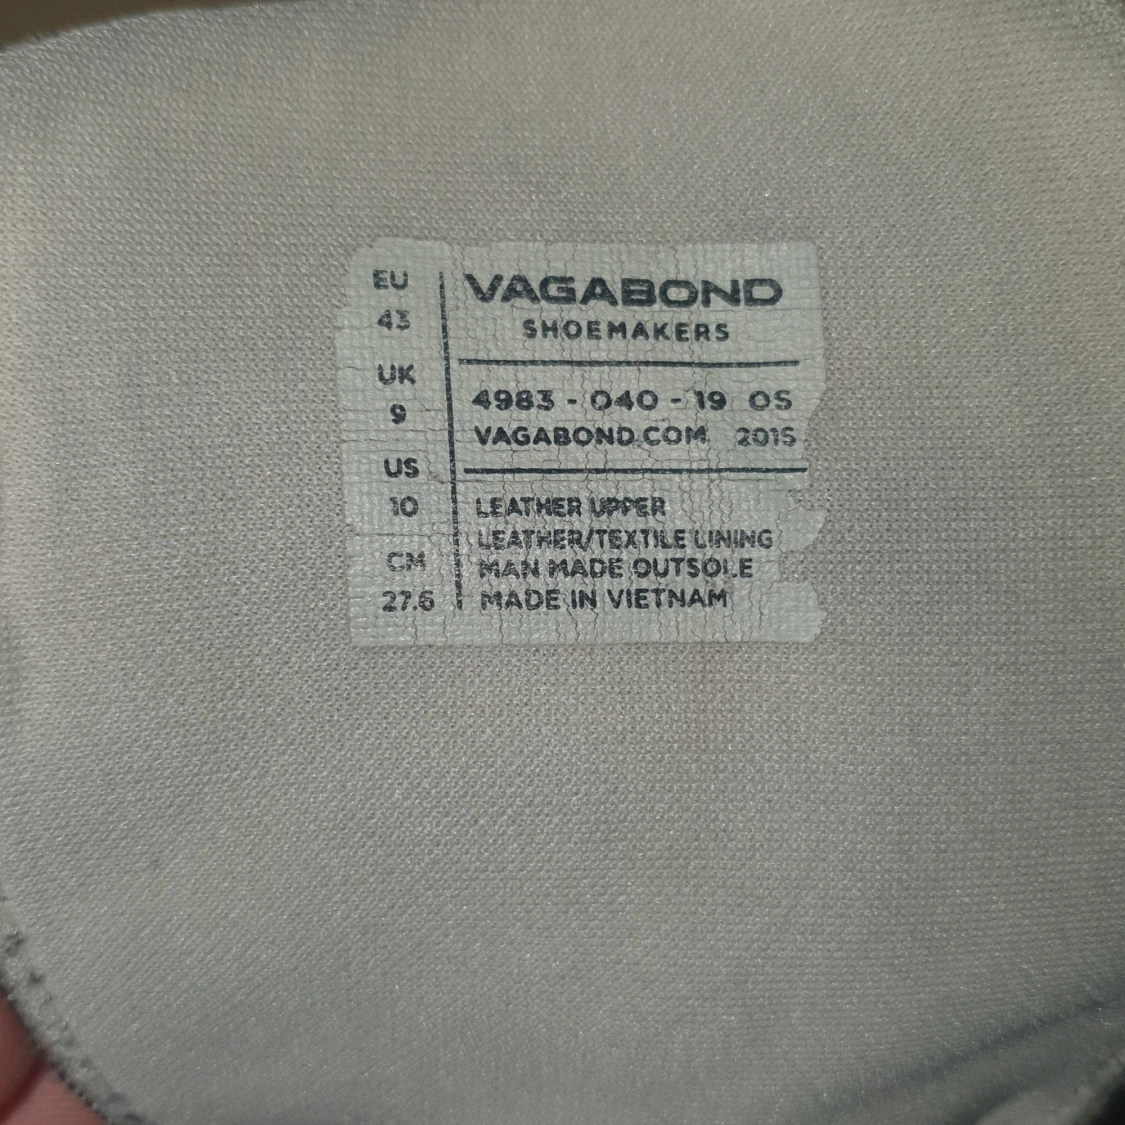 EU
43
UK
9
US
10
CM
27.6
VAGABOND
SHOEMAKERS
4983 - 040 - 19 OS
VAGABOND.COM 2015
LEATHER UPPER
LEATHER/TEXTILE LINING
MAN MADE OUTSOLE
MADE IN VIETNAM